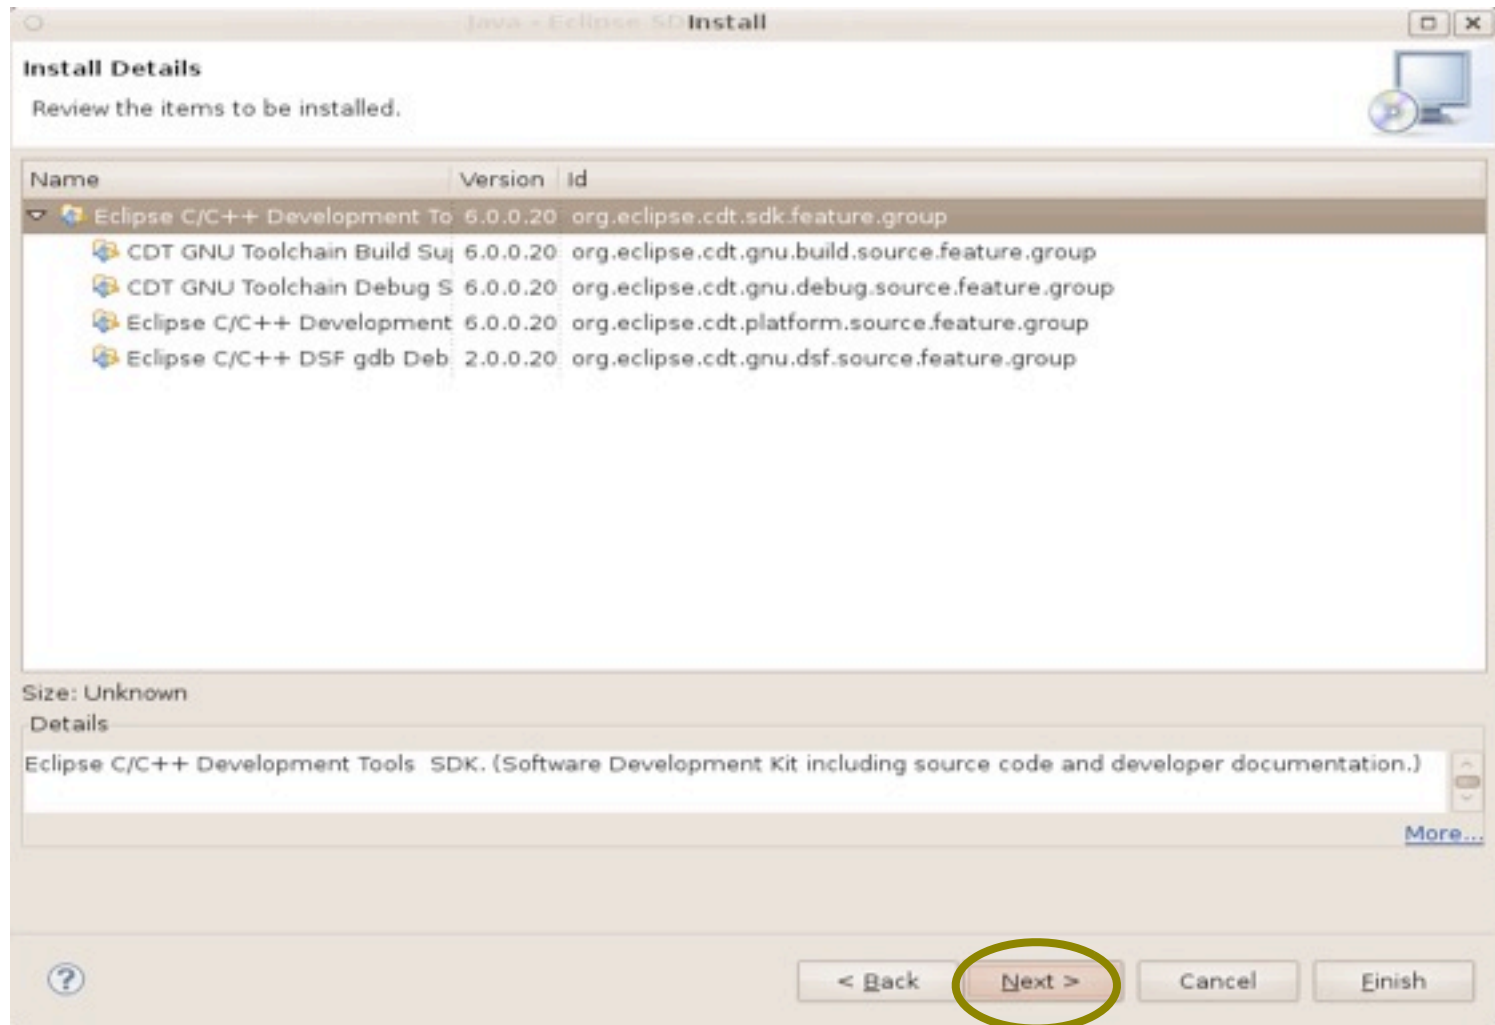 Java - Eclipse SD Install
Install Details
Review the items to be installed.
Name Version Id
Eclipse C/C++ Development To 6.0.0.20 org.eclipse.cdt.sdk.feature.group
CDT GNU Toolchain Build Sup 6.0.0.20 org.eclipse.cdt.gnu.build.source.feature.group
CDT GNU Toolchain Debug S 6.0.0.20 org.eclipse.cdt.gnu.debug.source.feature.group
Eclipse C/C++ Development 6.0.0.20 org.eclipse.cdt.platform.source.feature.group
Eclipse C/C++ DSF gdb Deb 2.0.0.20 org.eclipse.cdt.gnu.dsf.source.feature.group
Size: Unknown
Details
Eclipse C/C++ Development Tools SDK. (Software Development Kit including source code and developer documentation.)
More...
? < Back Next > Cancel Finish